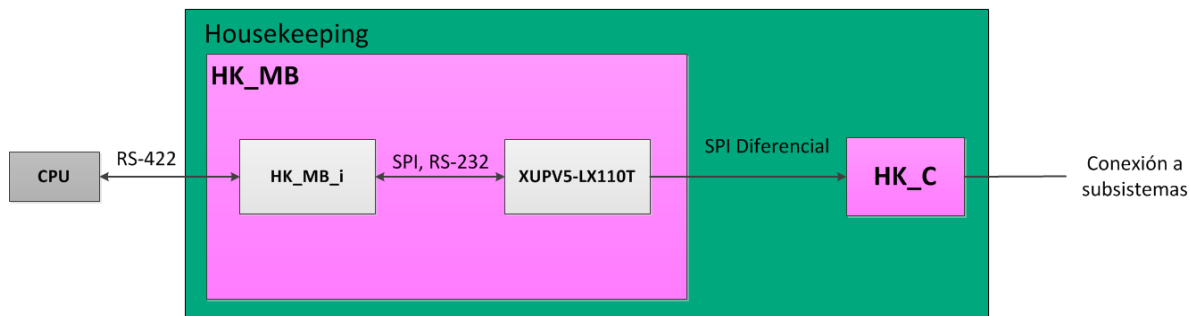 Housekeeping
HK_MB
CPU
RS-422
HK_MB_i
SPI, RS-232
XUPV5-LX110T
SPI Diferencial
HK_C
Conexión a
subsistemas